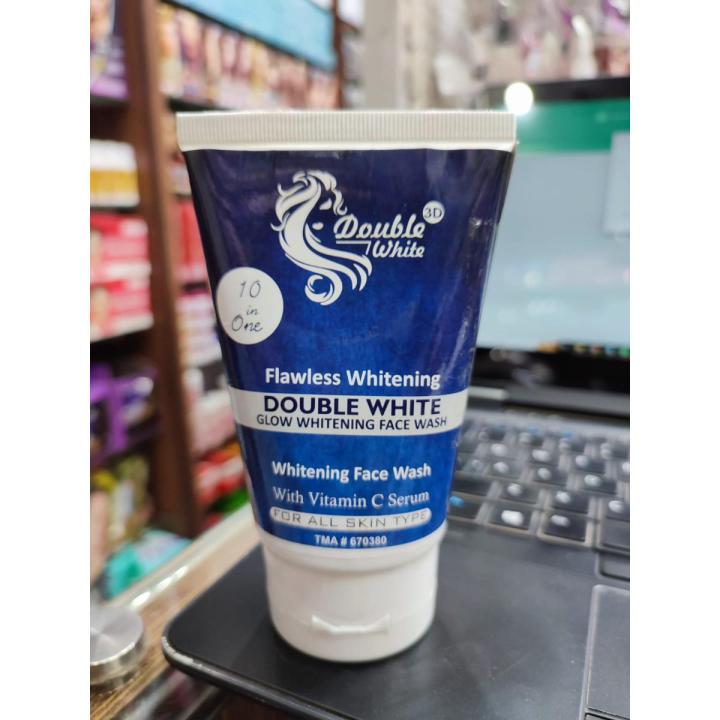 3D
Double
White
10
in
One
Flawless Whitening
DOUBLE WHITE
GLOW WHITENING FACE WASH
Whitening Face Wash
With Vitamin C Serum
FOR ALL SKIN TYPE
TMA # 670380